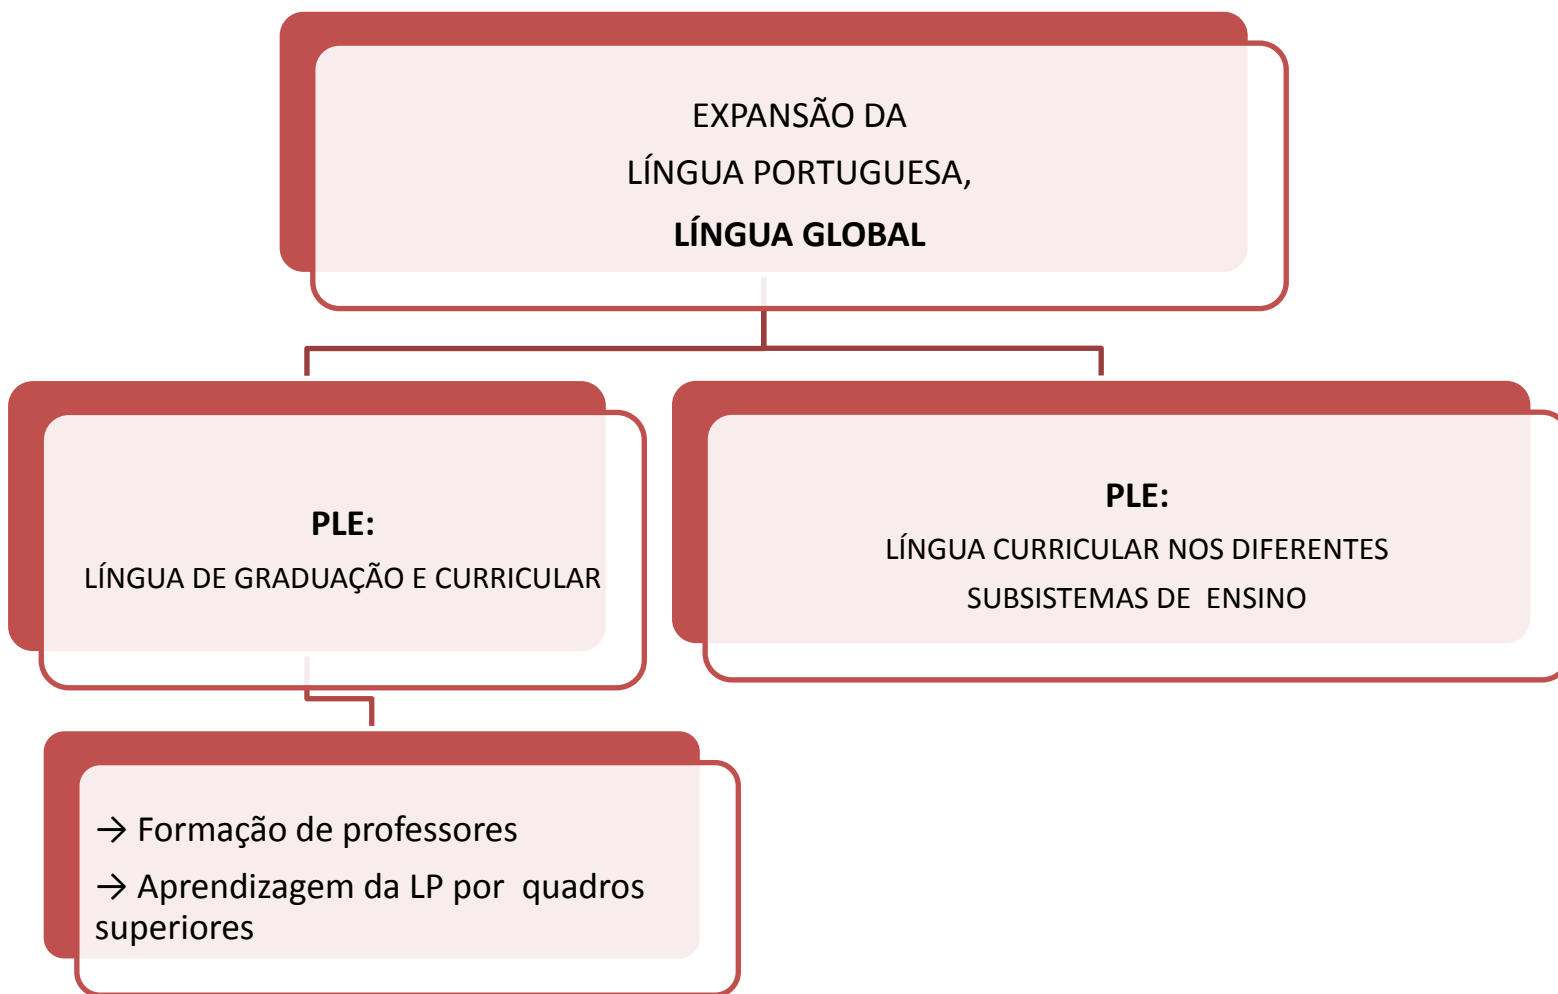 EXPANSÃO DA
LÍNGUA PORTUGUESA,
LÍNGUA GLOBAL
PLE:
LÍNGUA DE GRADUAÇÃO E CURRICULAR
PLE:
LÍNGUA CURRICULAR NOS DIFERENTES
SUBSISTEMAS DE ENSINO
→ Formação de professores
→ Aprendizagem da LP por quadros
superiores